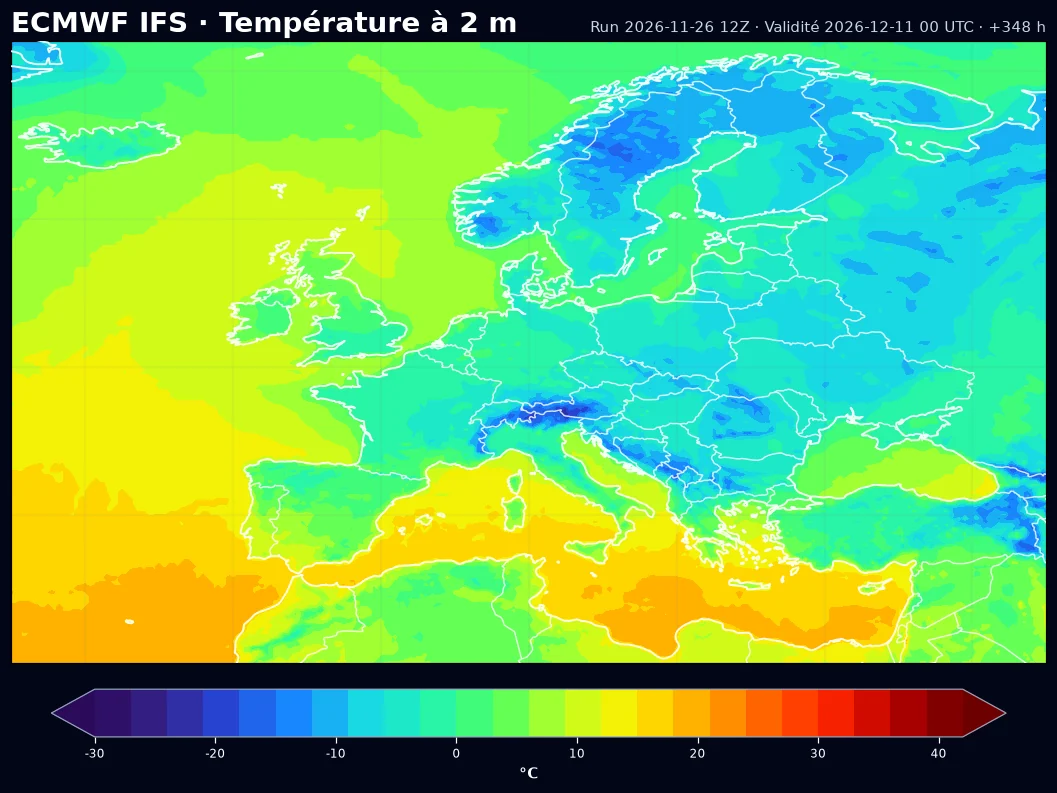 ECMWF IFS · Température à 2 m
Run 2026-11-26 12Z · Validité 2026-12-11 00 UTC · +348 h
-30 -20 -10 0 10 20 30 40
°C